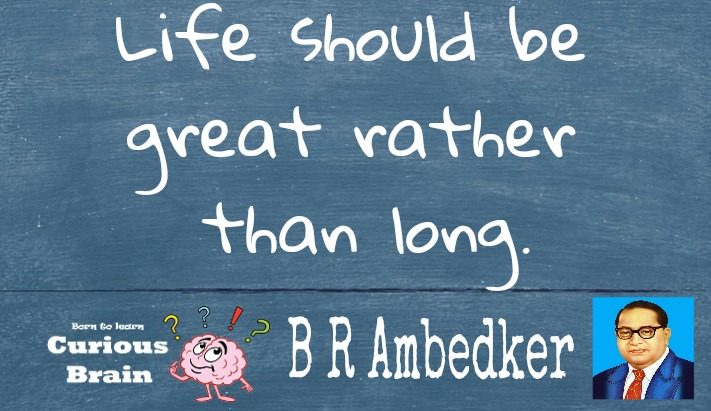 Life should be
great rather
than long.
Born to learn
Curious
Brain
B R Ambedker